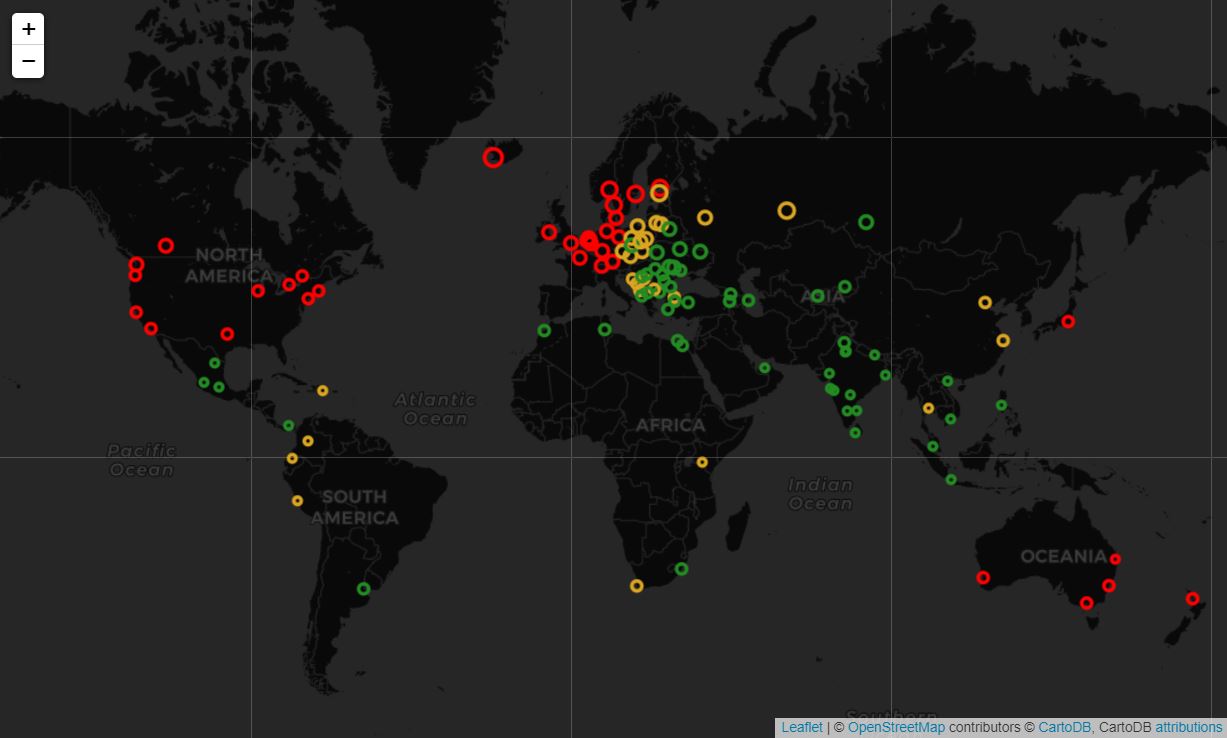 +
−
NORTH
AMERICA
ASIA
Atlantic
Ocean
AFRICA
Pacific
Ocean
Indian
Ocean
SOUTH
AMERICA
OCEANIA
Southern
Leaflet | © OpenStreetMap contributors © CartoDB, CartoDB attributions